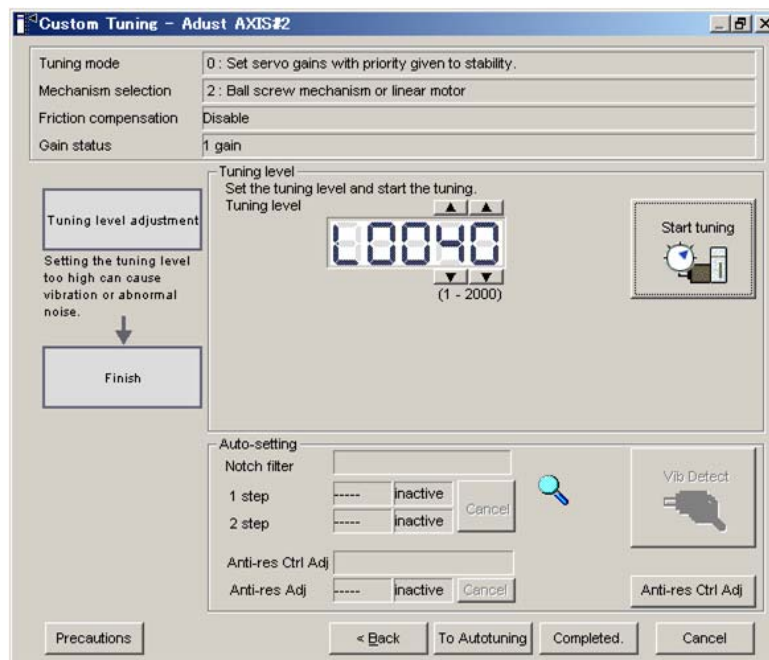 Custom Tuning - Adust AXIS#2
Tuning mode 0 : Set servo gains with priority given to stability.
Mechanism selection 2 : Ball screw mechanism or linear motor
Friction compensation Disable
Gain status 1 gain
Tuning level adjustment
Setting the tuning level
too high can cause
vibration or abnormal
noise.
Finish
Tuning level
Set the tuning level and start the tuning.
Tuning level
L0040
(1 - 2000)
Start tuning
Auto-setting
Notch filter
1 step ----- inactive
2 step ----- inactive
Cancel
Vib Detect
Anti-res Ctrl Adj
Anti-res Adj ----- inactive Cancel
Anti-res Ctrl Adj
Precautions < Back To Autotuning Completed. Cancel